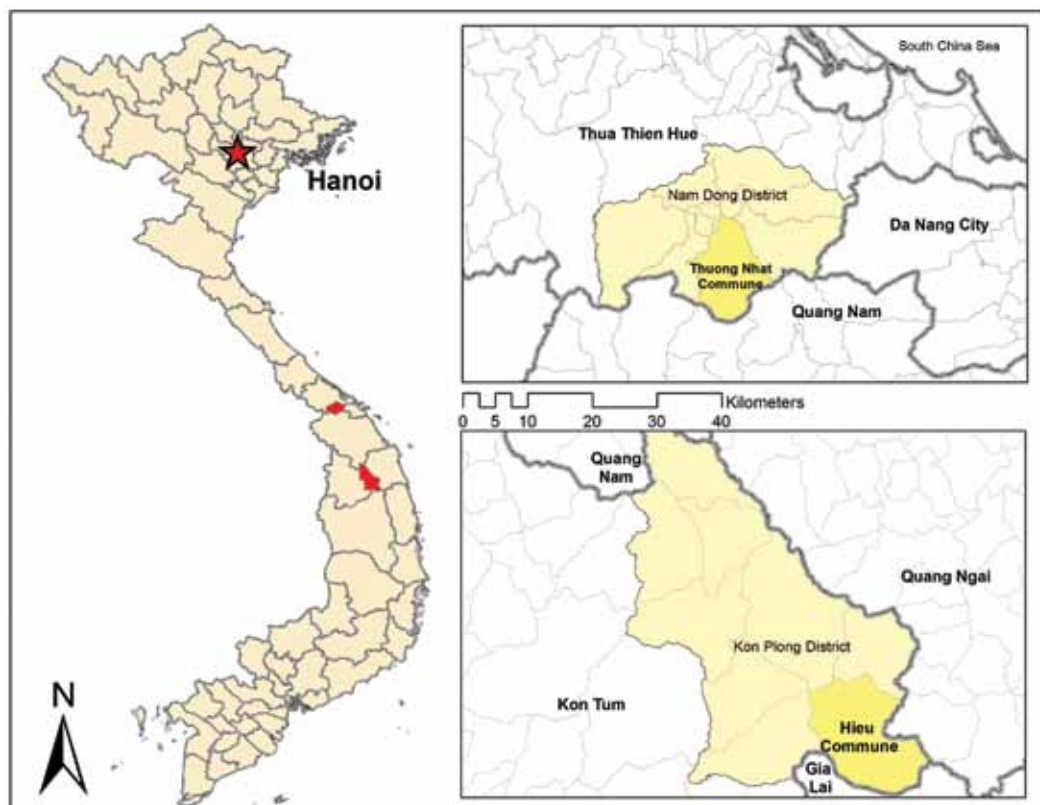 Hanoi
N
South China Sea
Thua Thien Hue
Nam Dong District
Da Nang City
Thuong Nhat
Commune
Quang Nam
Kilometers
0 5 10 20 30 40
Quang
Nam
Quang Ngai
Kon Plong District
Kon Tum
Hieu
Commune
Gia
Lai